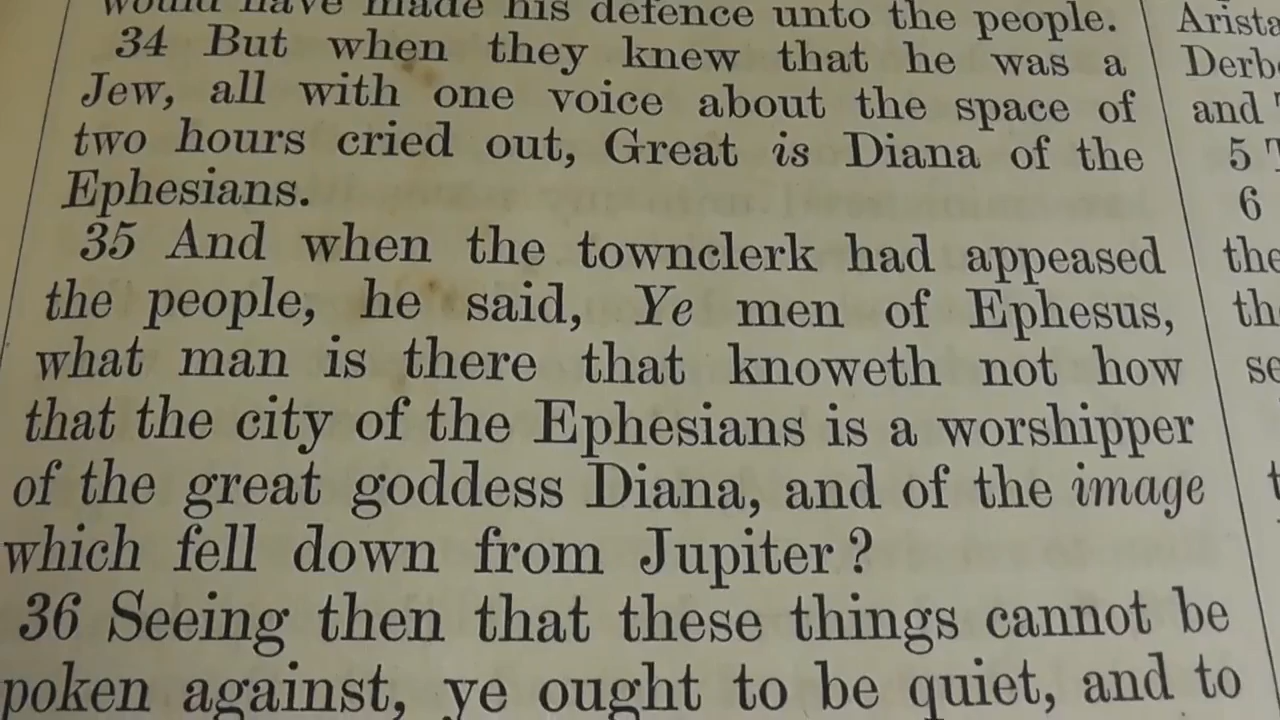 would have made his defence unto the people.
34 But when they knew that he was a
Jew, all with one voice about the space of
two hours cried out, Great is Diana of the
Ephesians.
35 And when the townclerk had appeased
the people, he said, Ye men of Ephesus,
what man is there that knoweth not how
that the city of the Ephesians is a worshipper
of the great goddess Diana, and of the image
which fell down from Jupiter?
36 Seeing then that these things cannot be
poken against, ye ought to be quiet, and to
Arista
Derb
and
5
6
the
th
se
t